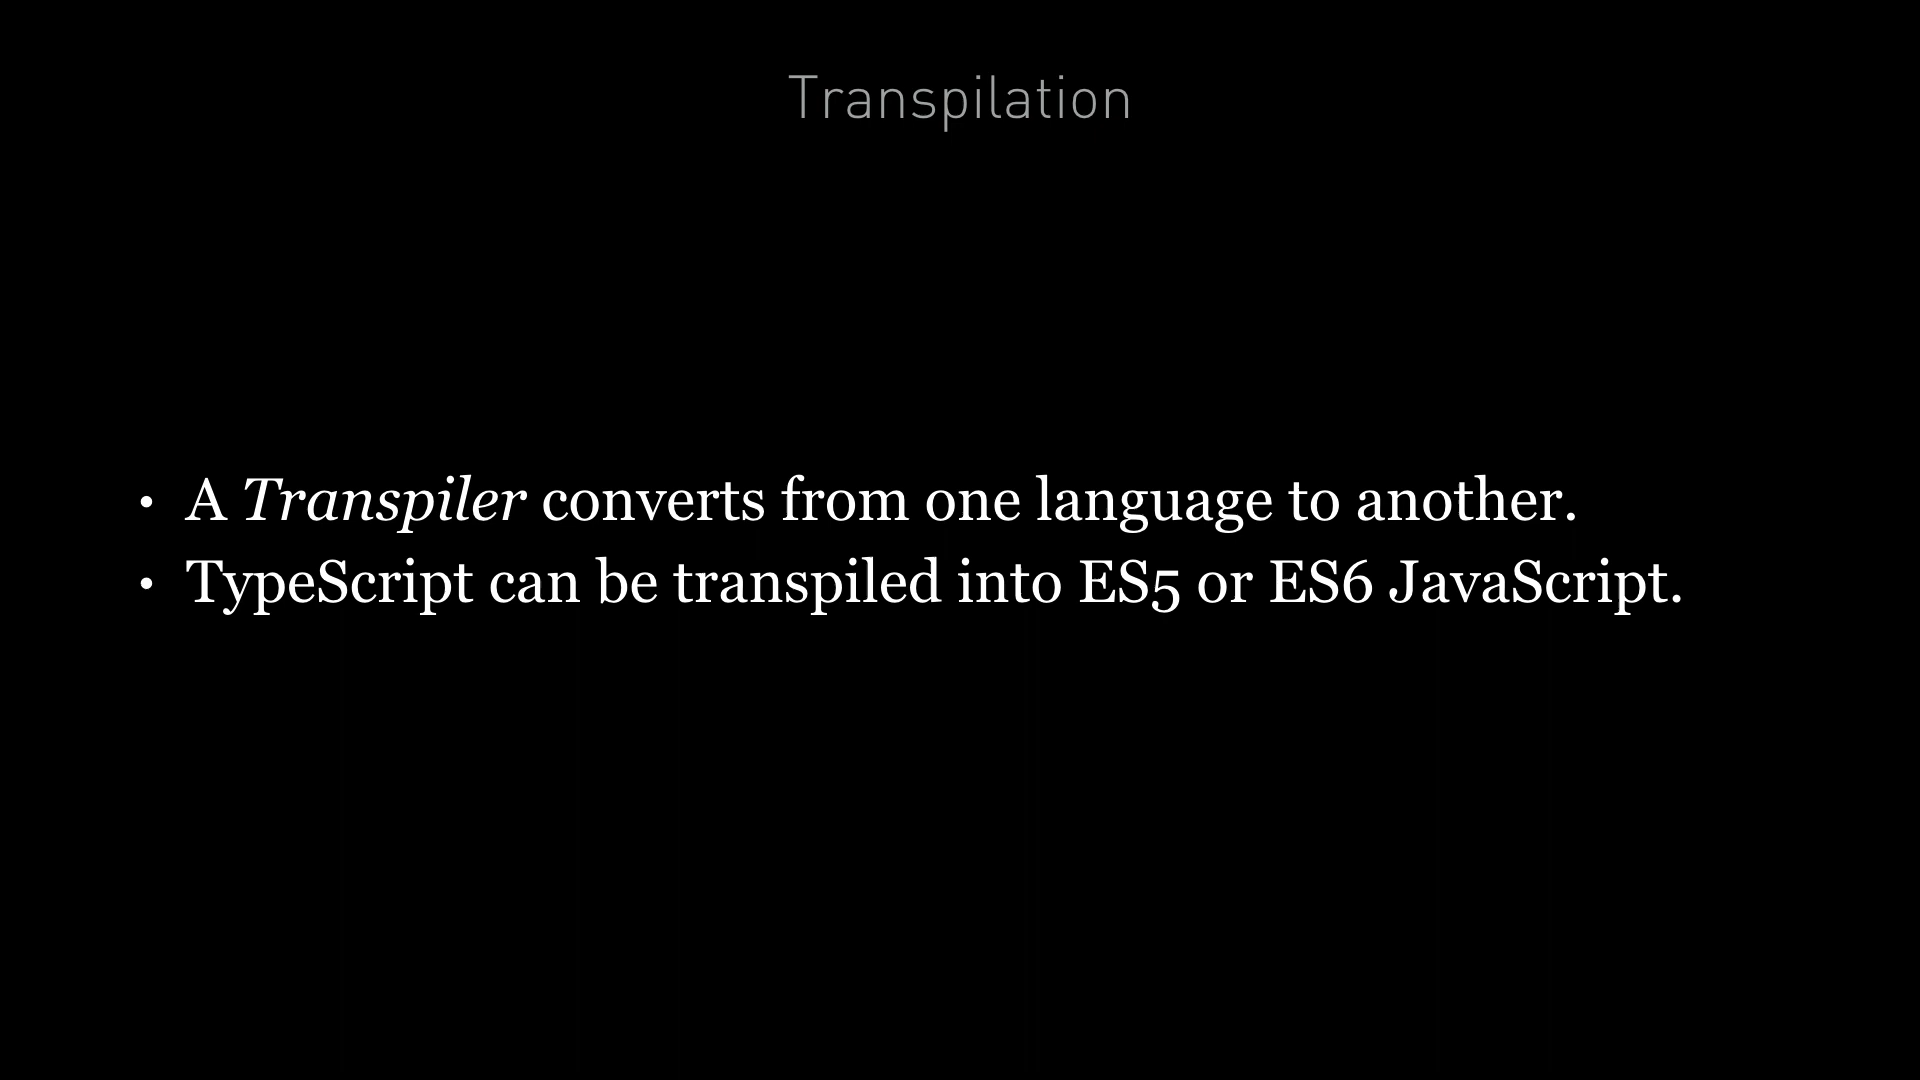 Transpilation
• A Transpiler converts from one language to another.
• TypeScript can be transpiled into ES5 or ES6 JavaScript.